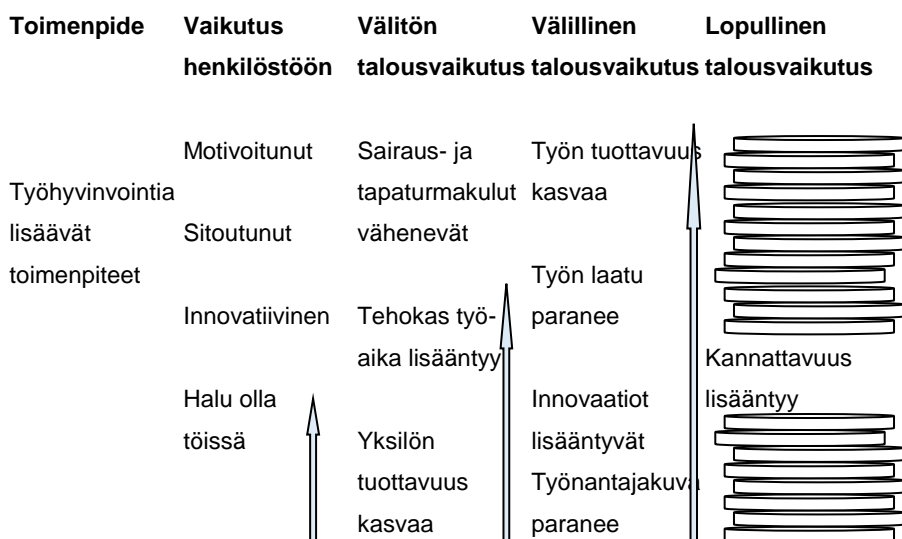 Toimenpide
Vaikutus
henkilöstöön
Välitön
talousvaikutus
Välillinen
talousvaikutus
Lopullinen
talousvaikutus
Työhyvinvointia
lisäävät
toimenpiteet
Motivoitunut
Sitoutunut
Innovatiivinen
Halu olla
töissä
Sairaus- ja
tapaturmakulut
vähenevät
Tehokas työ-
aika lisääntyy
Yksilön
tuottavuus
kasvaa
Työn tuottavuus
kasvaa
Työn laatu
paranee
Innovaatiot
lisääntyvät
Työnantajakuva
paranee
Kannattavuus
lisääntyy